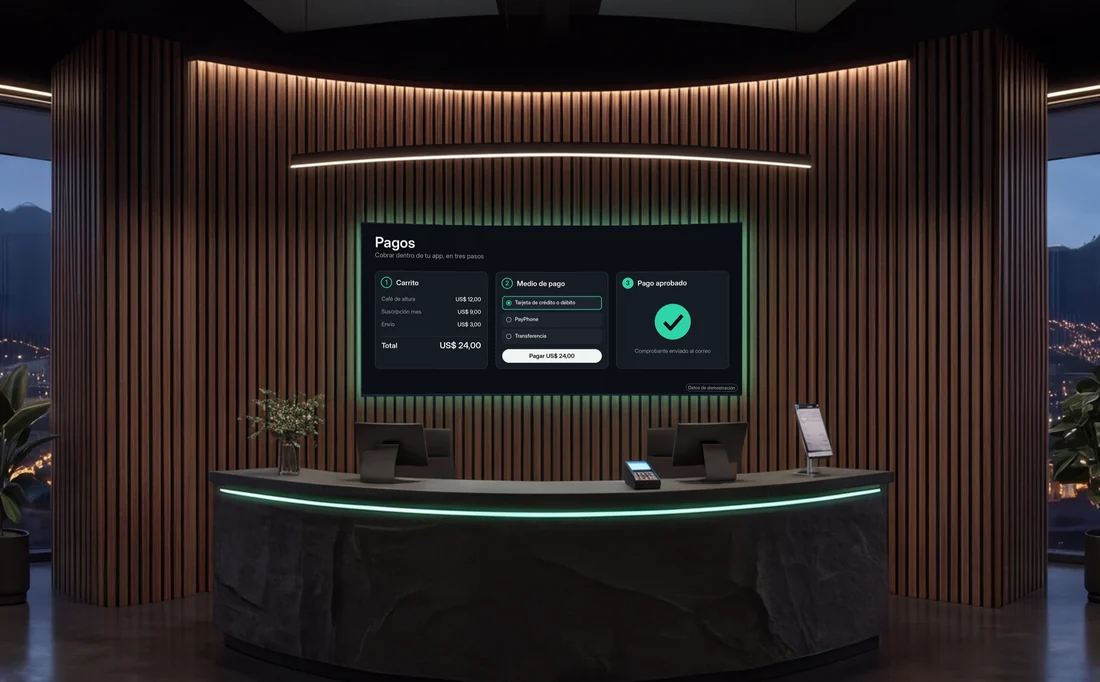 Pagos
Cobrar dentro de tu app, en tres pasos
1 Carrito
Café de altura US$ 12,00
Suscripción mes US$ 9,00
Envío US$ 3,00
Total US$ 24,00
2 Medio de pago
Tarjeta de crédito o débito
PayPhone
Transferencia
Pagar US$ 24,00
3 Pago aprobado
Comprobante enviado al correo
Datos de demostración